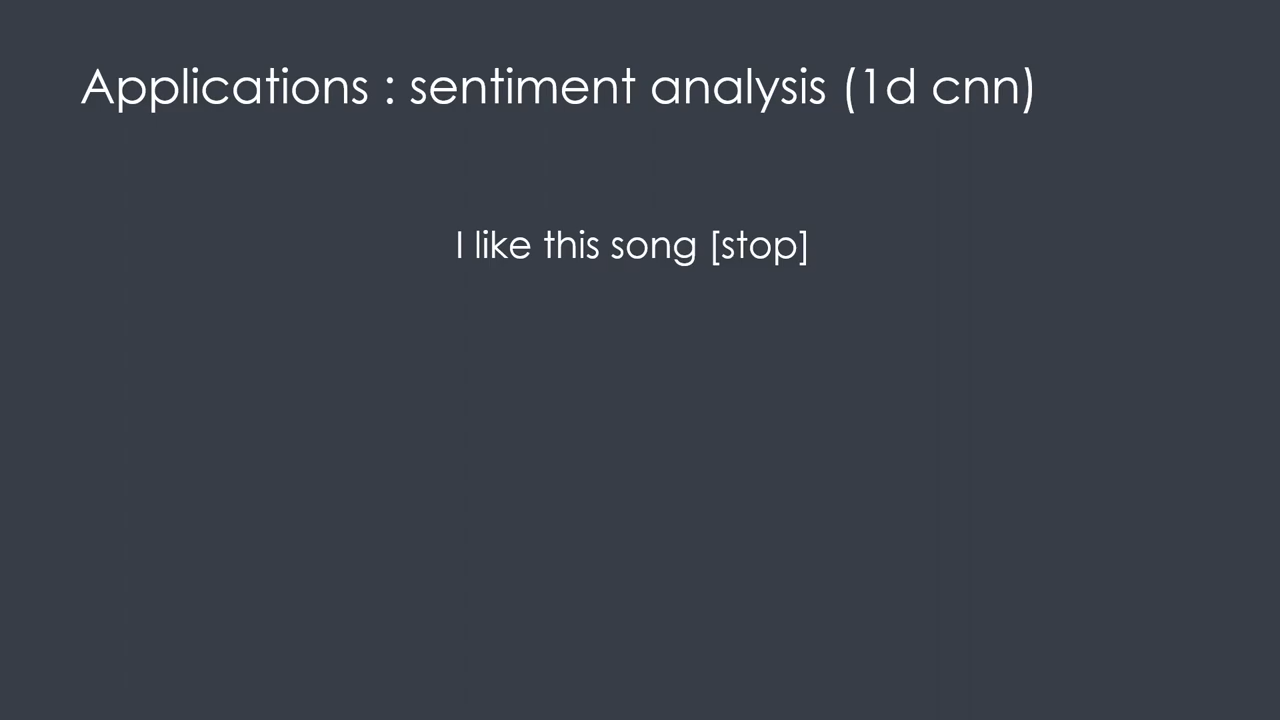 Applications : sentiment analysis (1d cnn)
I like this song [stop]